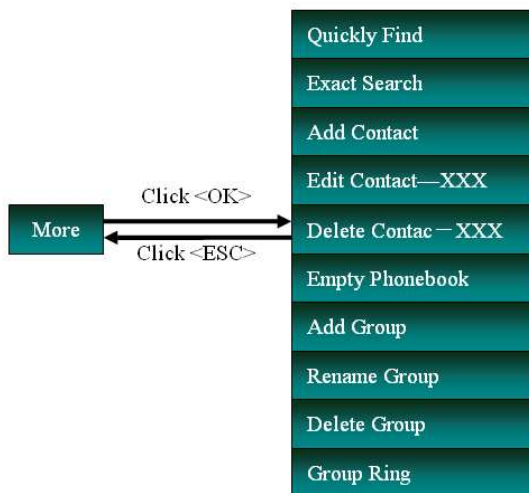 Quickly Find
Exact Search
Add Contact
Edit Contact—XXX
Click <OK>
More
Delete Contac－XXX
Click <ESC>
Empty Phonebook
Add Group
Rename Group
Delete Group
Group Ring